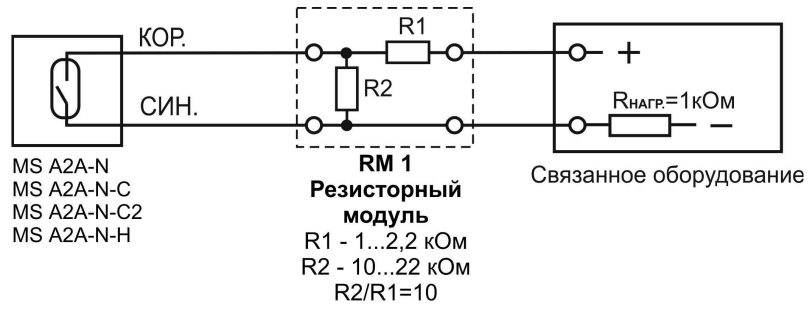 КОР.
R1
+
R2
Rнагр.=1кОм
СИН.
–
MS A2A-N
MS A2A-N-C
MS A2A-N-C2
MS A2A-N-H
RM 1
Резисторный
модуль
R1 - 1...2,2 кОм
R2 - 10...22 кОм
R2/R1=10
Связанное оборудование